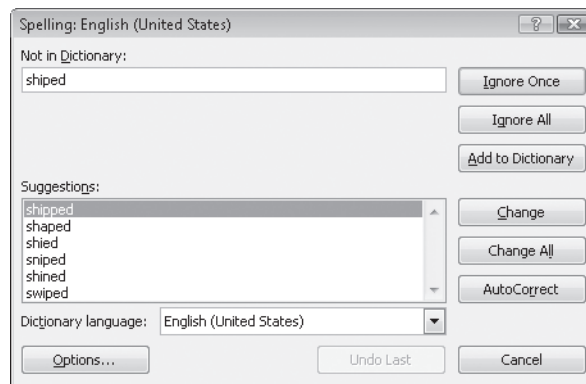 Spelling: English (United States)
Not in Dictionary:
shiped
Ignore Once
Ignore All
Add to Dictionary
Suggestions:
shipped
shaped
shied
sniped
shined
swiped
Change
Change All
AutoCorrect
Dictionary language: English (United States)
Options... Undo Last Cancel